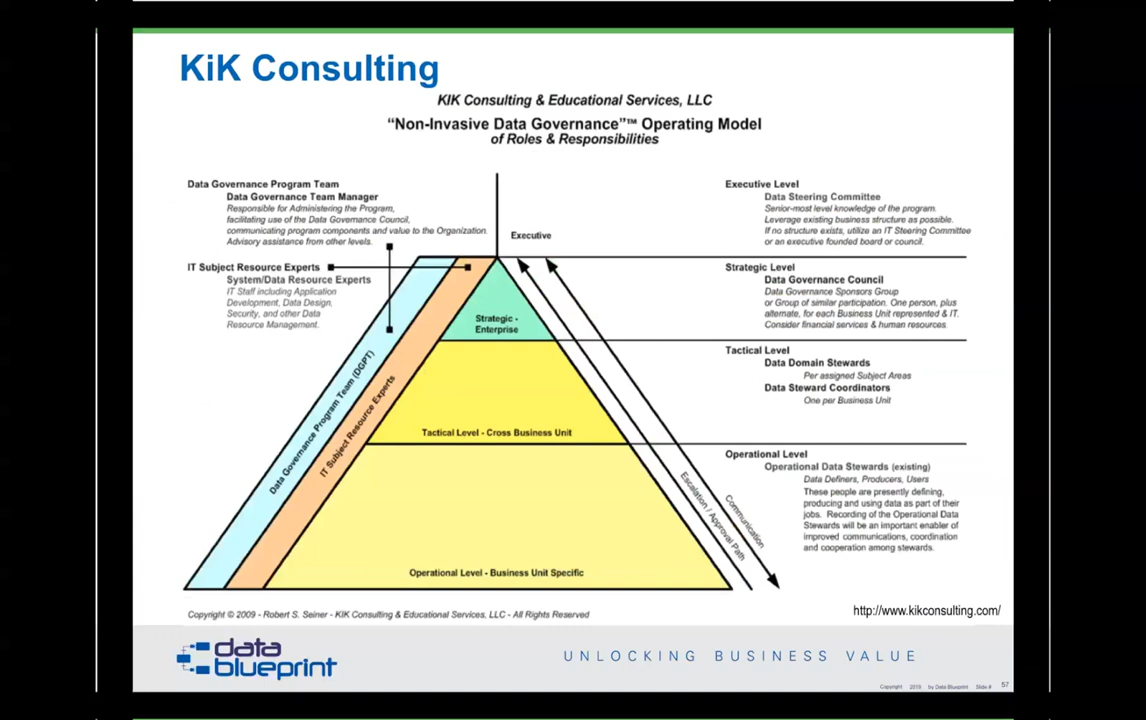 KiK Consulting
KIK Consulting & Educational Services, LLC
“Non-Invasive Data Governance”™ Operating Model
of Roles & Responsibilities
Data Governance Program Team
Data Governance Team Manager
Responsible for Administering the Program,
facilitating use of the Data Governance Council,
communicating program components and value to the Organization.
Advisory assistance from other levels.
IT Subject Resource Experts
System/Data Resource Experts
IT Staff including Application
Development, Data Design,
Security, and other Data
Resource Management.
Executive
Strategic -
Enterprise
Tactical Level - Cross Business Unit
Operational Level - Business Unit Specific
Data Governance Program Team (DGPT)
IT Subject Resource Experts
Escalation / Approval Path
Communication
Executive Level
Data Steering Committee
Senior-most level knowledge of the program.
Leverage existing business structure as possible.
If no structure exists, utilize an IT Steering Committee
or an executive founded board or council.
Strategic Level
Data Governance Council
Data Governance Sponsors Group
or Group of similar participation. One person, plus
alternate, for each Business Unit represented & IT.
Consider financial services & human resources.
Tactical Level
Data Domain Stewards
Per assigned Subject Areas
Data Steward Coordinators
One per Business Unit
Operational Level
Operational Data Stewards (existing)
Data Definers, Producers, Users
These people are presently defining,
producing and using data as part of their
jobs. Recording of the Operational Data
Stewards will be an important enabler of
improved communications, coordination
and cooperation among stewards.
Copyright © 2009 - Robert S. Seiner - KIK Consulting & Educational Services, LLC - All Rights Reserved
http://www.kikconsulting.com/
data
blueprint
UNLOCKING BUSINESS VALUE
Copyright 2019 by Data Blueprint Slide # 57